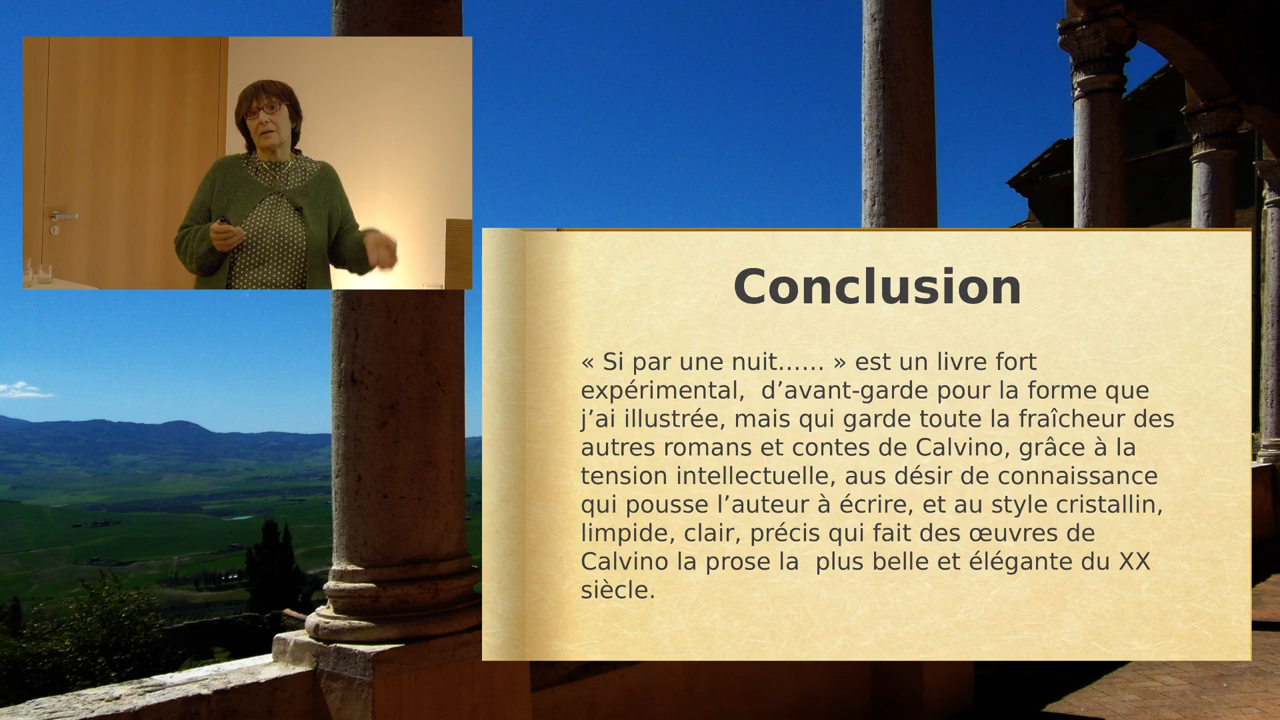 Conclusion
« Si par une nuit…… » est un livre fort
expérimental,  d’avant-garde pour la forme que
j’ai illustrée, mais qui garde toute la fraîcheur des
autres romans et contes de Calvino, grâce à la
tension intellectuelle, aus désir de connaissance
qui pousse l’auteur à écrire, et au style cristallin,
limpide, clair, précis qui fait des œuvres de
Calvino la prose la  plus belle et élégante du XX
siècle.